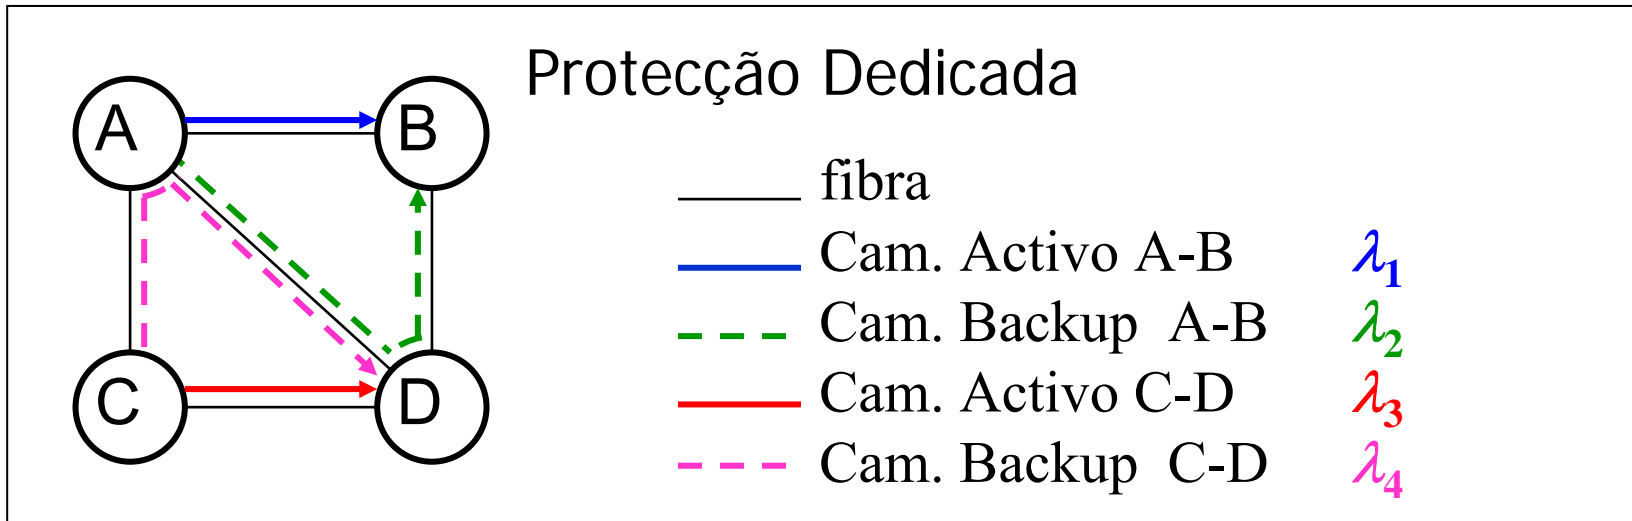 Protecção Dedicada
A
B
C
D
fibra
Cam. Activo A-B λ1
Cam. Backup A-B λ2
Cam. Activo C-D λ3
Cam. Backup C-D λ4